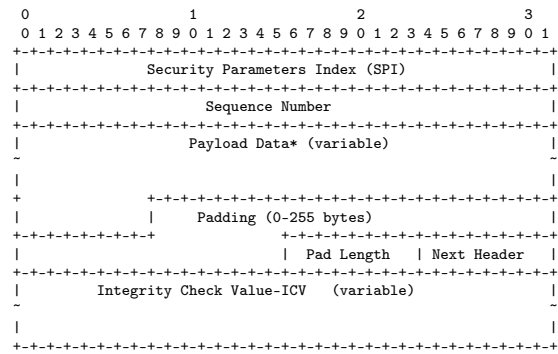 0 1 2 3
0 1 2 3 4 5 6 7 8 9 0 1 2 3 4 5 6 7 8 9 0 1 2 3 4 5 6 7 8 9 0 1
+-+-+-+-+-+-+-+-+-+-+-+-+-+-+-+-+-+-+-+-+-+-+-+-+-+-+-+-+-+-+-+-+
| Security Parameters Index (SPI) |
+-+-+-+-+-+-+-+-+-+-+-+-+-+-+-+-+-+-+-+-+-+-+-+-+-+-+-+-+-+-+-+-+
| Sequence Number |
+-+-+-+-+-+-+-+-+-+-+-+-+-+-+-+-+-+-+-+-+-+-+-+-+-+-+-+-+-+-+-+-+
| Payload Data* (variable) |
~ ~
| |
+ +-+-+-+-+-+-+-+-+-+-+-+-+-+-+-+-+-+-+-+-+-+-+-+-+
| | Padding (0-255 bytes) |
+-+-+-+-+-+-+-+-+ +-+-+-+-+-+-+-+-+-+-+-+-+-+-+-+-+
| | Pad Length | Next Header |
+-+-+-+-+-+-+-+-+-+-+-+-+-+-+-+-+-+-+-+-+-+-+-+-+-+-+-+-+-+-+-+-+
| Integrity Check Value-ICV (variable) |
~ ~
| |
+-+-+-+-+-+-+-+-+-+-+-+-+-+-+-+-+-+-+-+-+-+-+-+-+-+-+-+-+-+-+-+-+